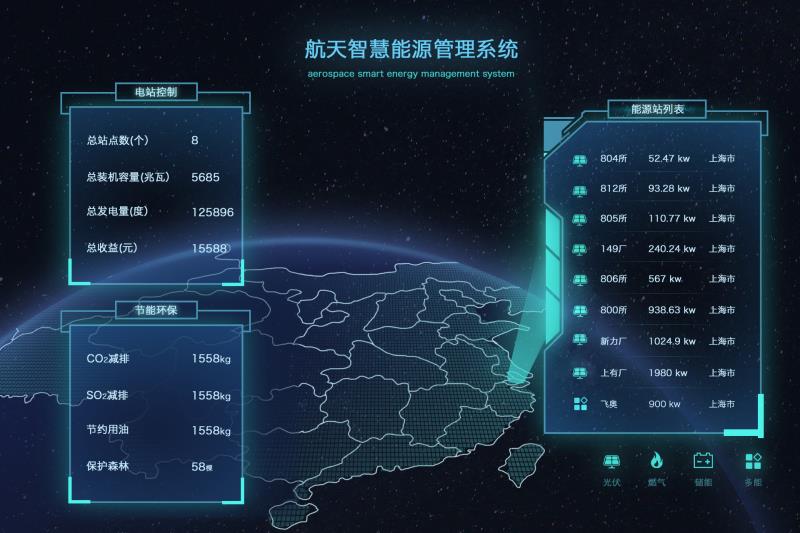 航天智慧能源管理系统
aerospace smart energy management system
电站控制
总站点数(个) 8
总装机容量(兆瓦) 5685
总发电量(度) 125896
总收益(元) 15588
节能环保
CO₂减排 1558kg
SO₂减排 1558kg
节约用油 1558kg
保护森林 58棵
能源站列表
804所 52.47 kw 上海市
812所 93.28 kw 上海市
805所 110.77 kw 上海市
149厂 240.24 kw 上海市
806所 567 kw 上海市
800所 938.63 kw 上海市
新力厂 1024.9 kw 上海市
上有厂 1980 kw 上海市
飞奥 900 kw 上海市
光伏 燃气 储能 多能